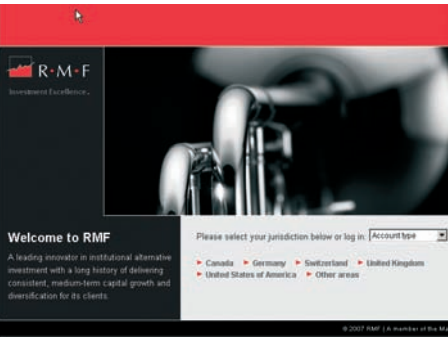 R•M•F
Investment Excellence.
Welcome to RMF
A leading innovator in institutional alternative
investment with a long history of delivering
consistent, medium-term capital growth and
diversification for its clients.
Please select your jurisdiction below or log in: Account type
Canada Germany Switzerland United Kingdom
United States of America Other areas
© 2007 RMF | A member of the Ma